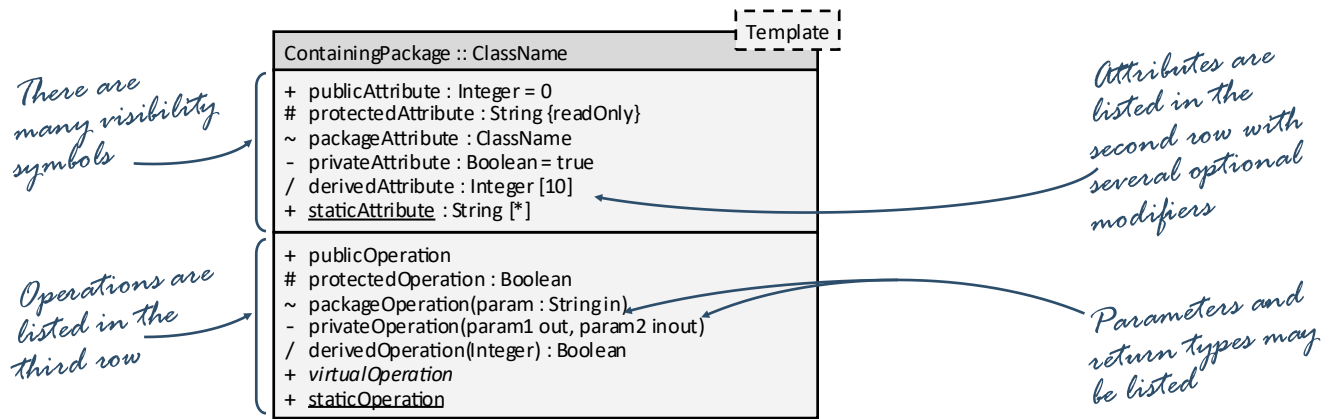 Template
ContainingPackage :: ClassName
There are
many visibility
symbols
+ publicAttribute : Integer = 0
# protectedAttribute : String {readOnly}
~ packageAttribute : ClassName
- privateAttribute : Boolean = true
/ derivedAttribute : Integer [10]
+ staticAttribute : String [*]
Attributes are
listed in the
second row with
several optional
modifiers
Operations are
listed in the
third row
+ publicOperation
# protectedOperation : Boolean
~ packageOperation(param : String in)
- privateOperation(param1 out, param2 inout)
/ derivedOperation(Integer) : Boolean
+ virtualOperation
+ staticOperation
Parameters and
return types may
be listed